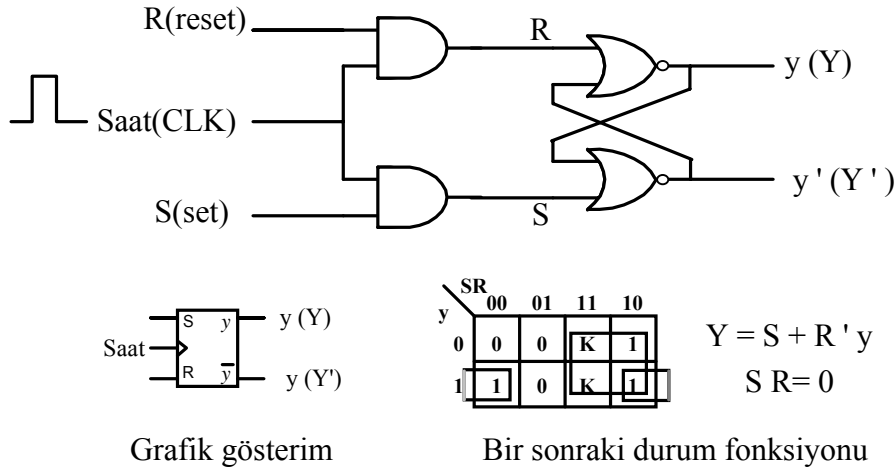 R(reset)
R
y (Y)
Saat(CLK)
y ' (Y ' )
S(set)
S
SR
00 01 11 10
y
0 0 0 K 1
1 1 0 K 1
S y
y (Y)
Saat
R y
y (Y')
Y = S + R ' y
S R= 0
Grafik gösterim
Bir sonraki durum fonksiyonu